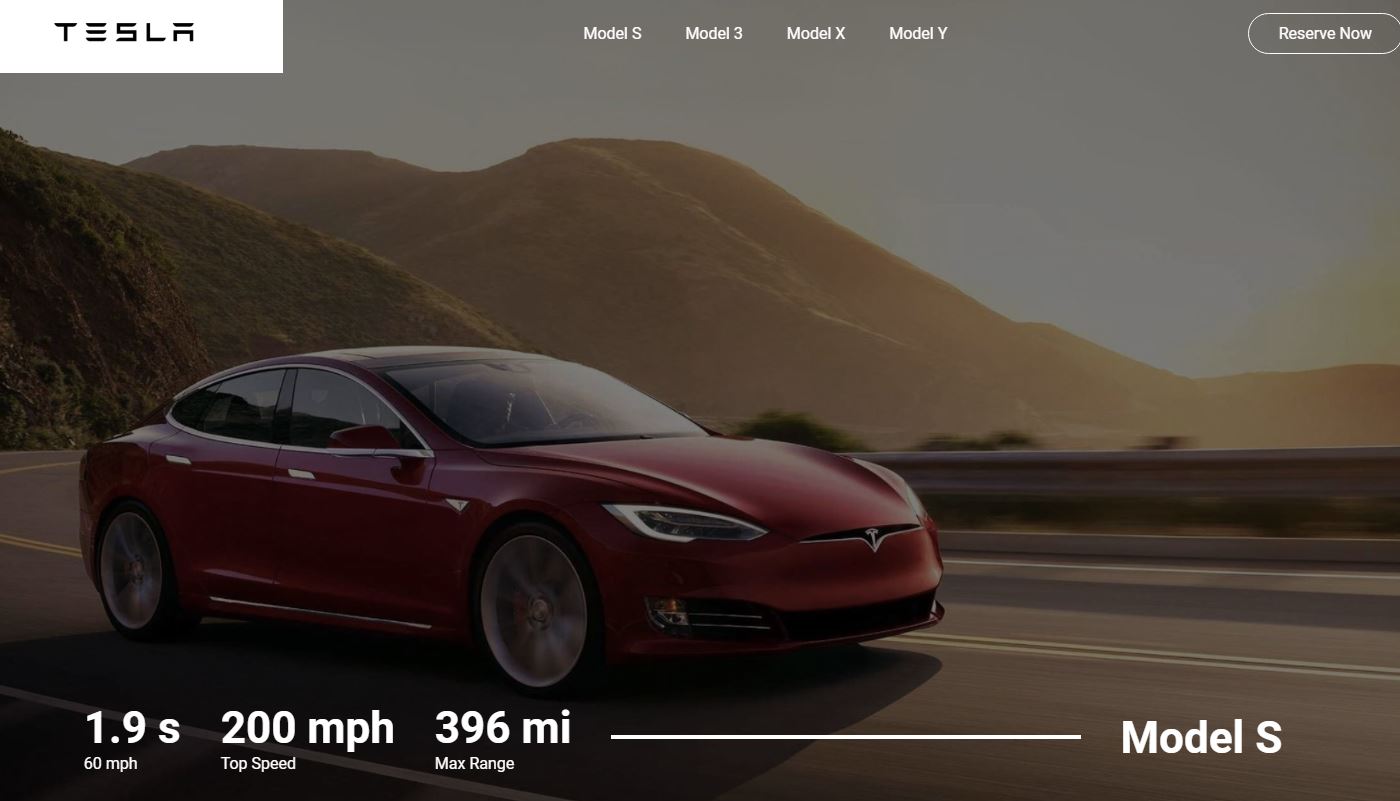 TESLA
Model S
Model 3
Model X
Model Y
Reserve Now
1.9 s
60 mph
200 mph
Top Speed
396 mi
Max Range
Model S